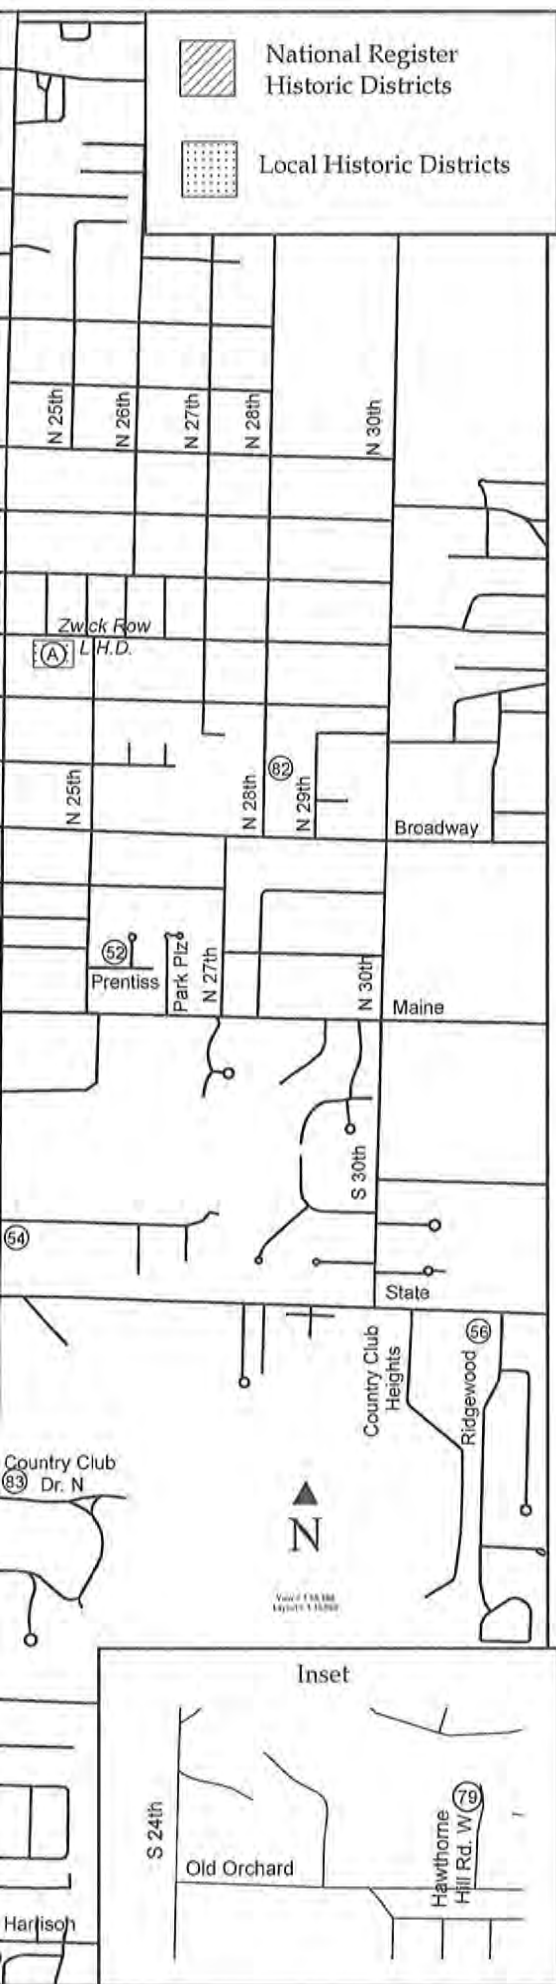 National Register
Historic Districts
Local Historic Districts
N 25th
N 26th
N 27th
N 28th
N 30th
Zwick Row
L.H.D.
A
82
N 25th
N 28th
N 29th
Broadway
52
Prentiss
Park Plz
N 27th
N 30th
Maine
S 30th
54
State
56
Country Club
Heights
Ridgewood
Country Club
83 Dr. N
N
Inset
S 24th
Old Orchard
79
Hawthorne
Hill Rd. W
Harrison